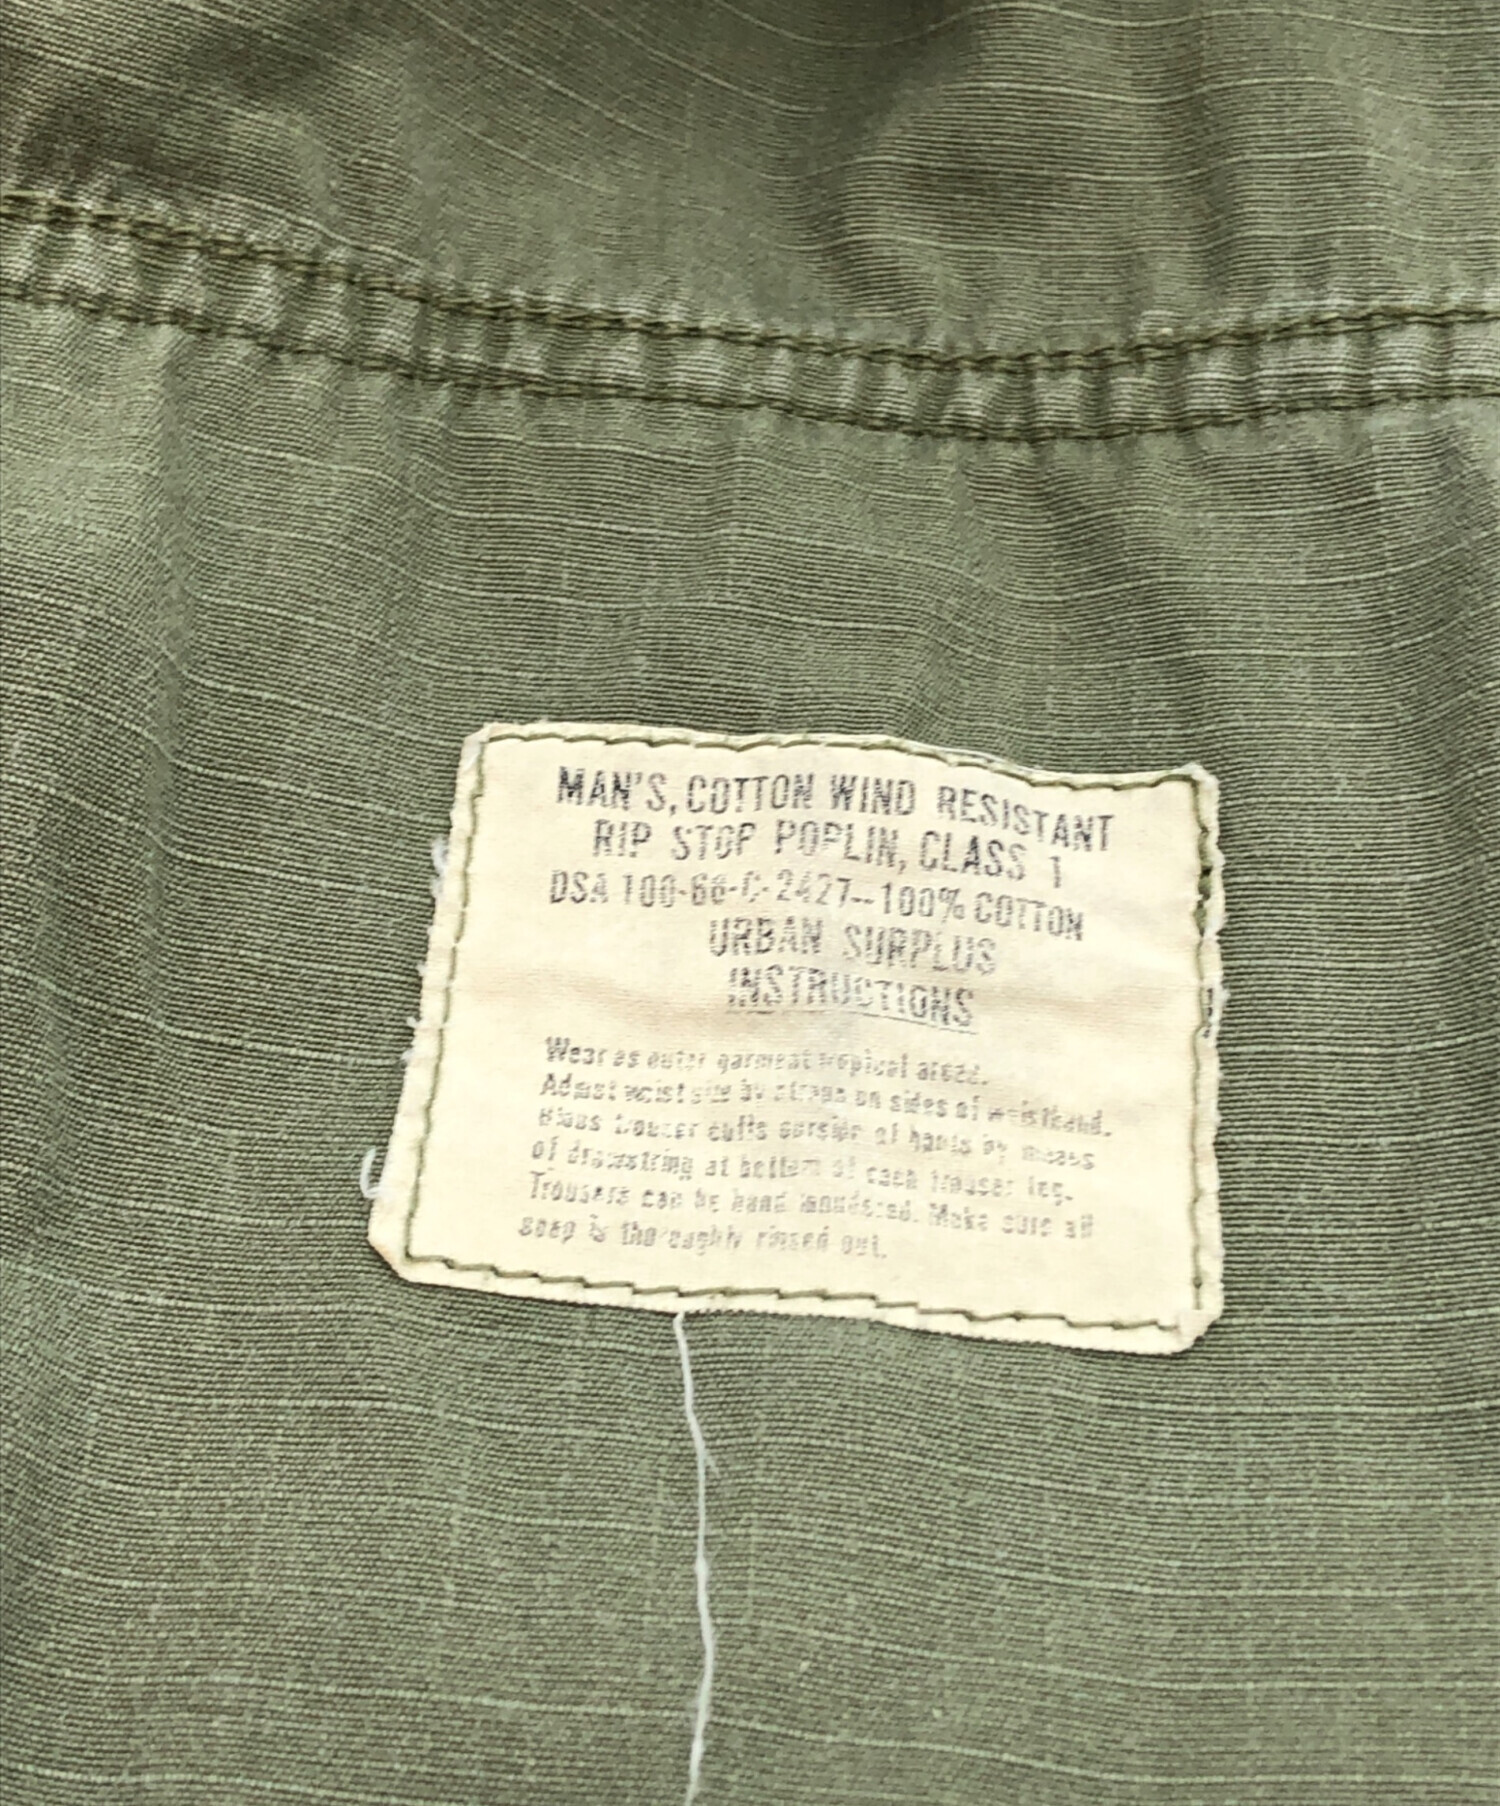 MAN'S, COTTON WIND RESISTANT
RIP STOP POPLIN, CLASS 1
DSA 100-68-C-2427--100% COTTON
URBAN SURPLUS
INSTRUCTIONS
Wear as outer garment tropical areas.
Adjust waist size by straps on sides of waistband.
trouser cuffs outside of by means
of drawstring at bottom of each trouser leg.
Trousers can be hand laundered. Make sure all
soap is thoroughly rinsed out.